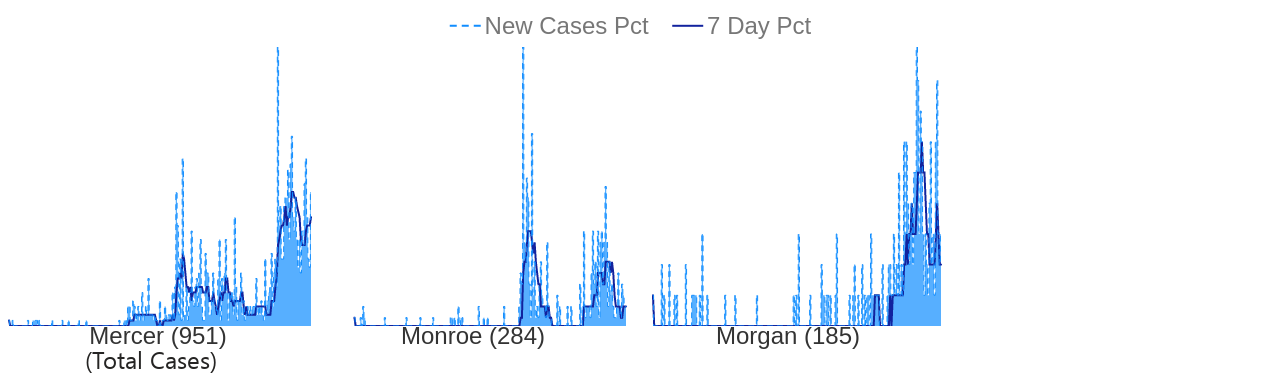 New Cases Pct 7 Day Pct
Mercer (951) Monroe (284) Morgan (185)
(Total Cases)